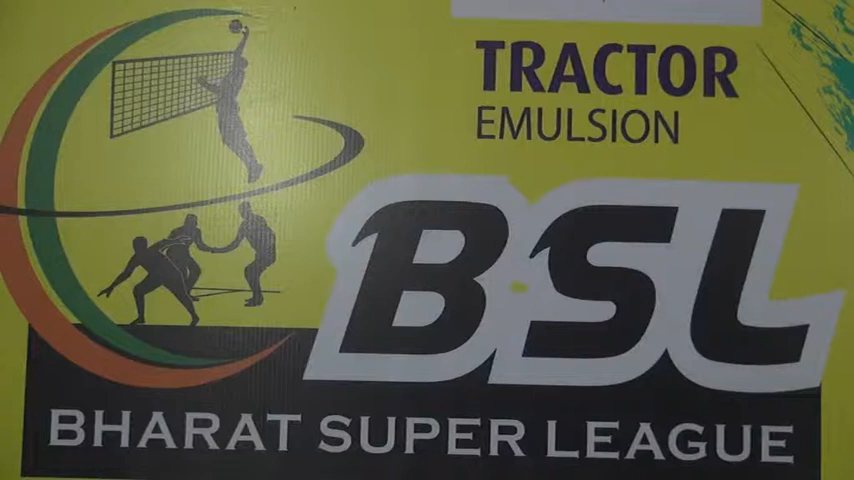 TRACTOR
EMULSION
BSL
BHARAT SUPER LEAGUE